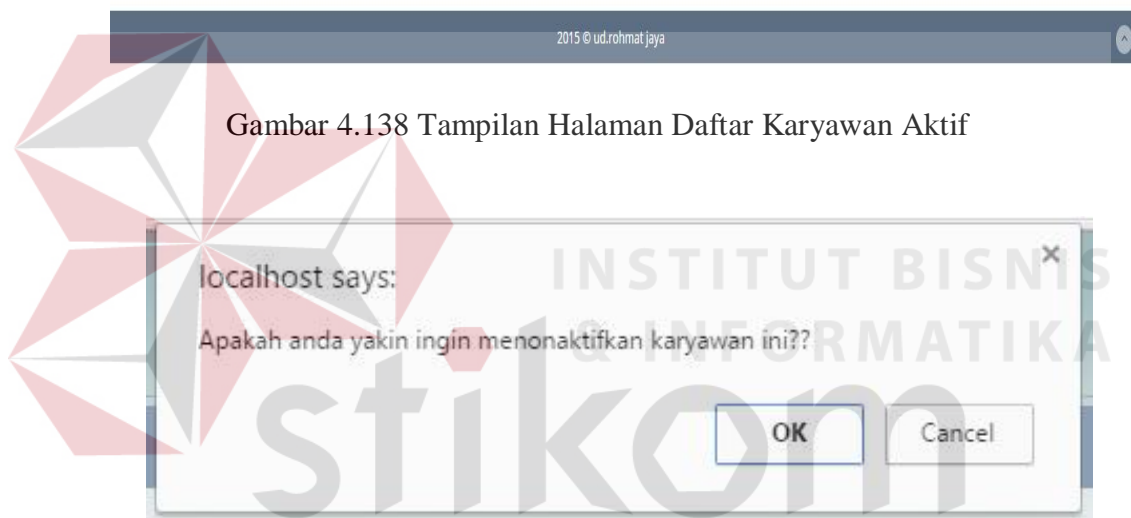 2015 © ud.rohmat jaya
Gambar 4.138 Tampilan Halaman Daftar Karyawan Aktif
INSTITUT BISNIS
& INFORMATIKA
stikom
localhost says:
Apakah anda yakin ingin menonaktifkan karyawan ini??
OK
Cancel